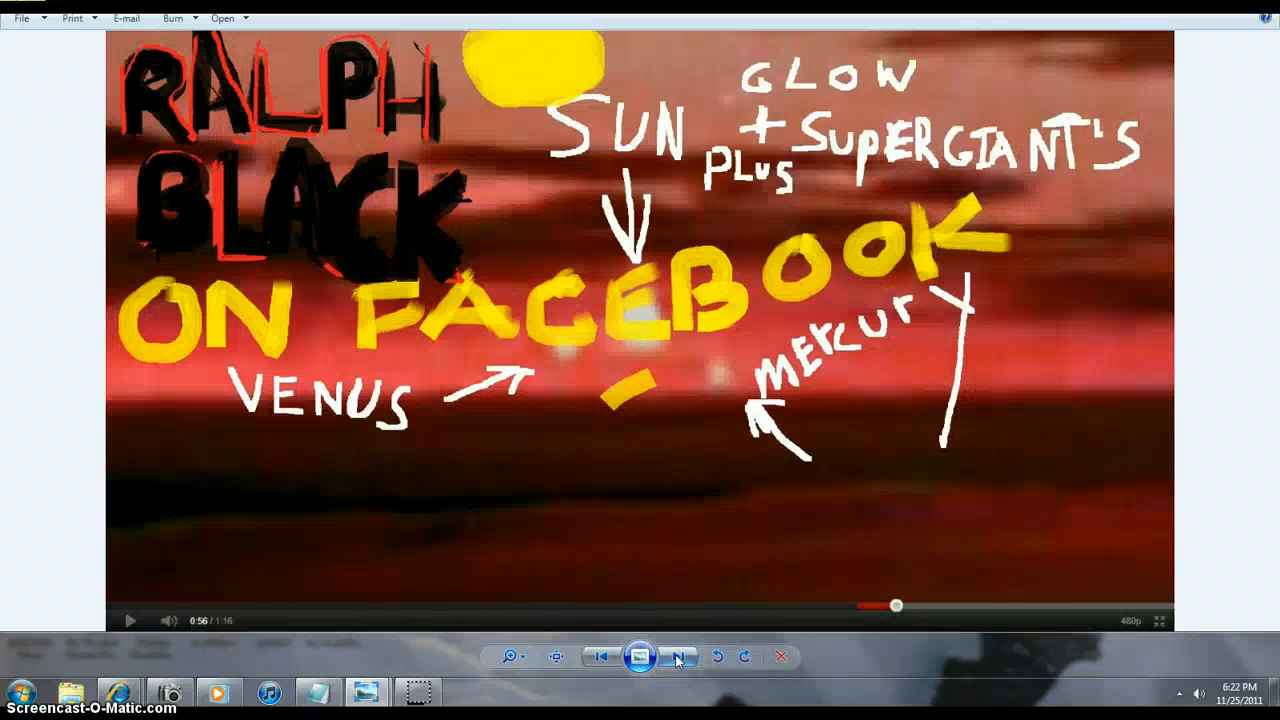 File Print E-mail Burn Open
RALPH
BLACK
SUN
GLOW
+ SUPERGIANT'S
PLUS
ON FACEBOOK
VENUS
MERCURY
0:56 / 1:16
480p
6:22 PM
11/25/2011
Screencast-O-Matic.com